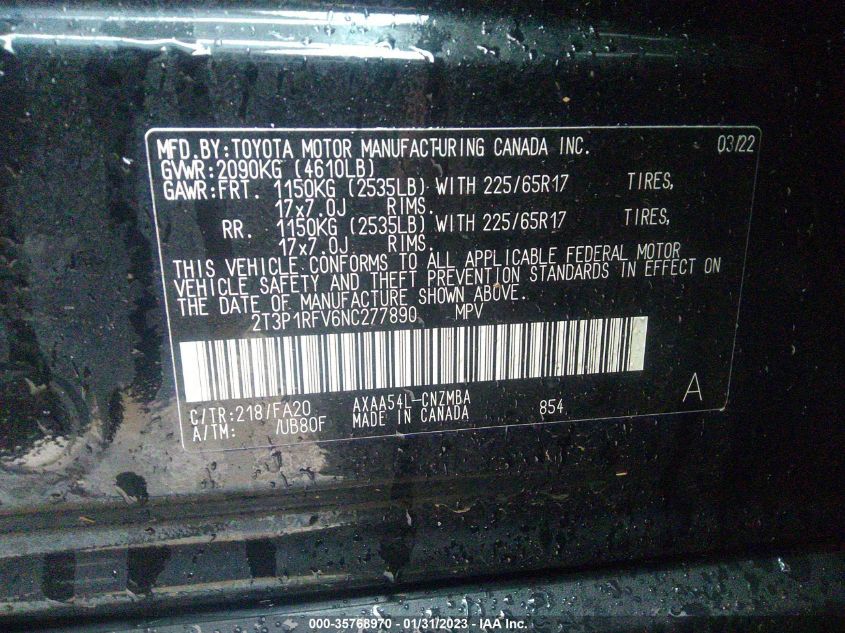 MFD.BY:TOYOTA MOTOR MANUFACTURING CANADA INC. 03/22
GVWR:2090KG (4610LB)
GAWR:FRT. 1150KG (2535LB) WITH 225/65R17 TIRES,
17x7.0J RIMS.
RR. 1150KG (2535LB) WITH 225/65R17 TIRES,
17x7.0J RIMS.
THIS VEHICLE CONFORMS TO ALL APPLICABLE FEDERAL MOTOR
VEHICLE SAFETY AND THEFT PREVENTION STANDARDS IN EFFECT ON
THE DATE OF MANUFACTURE SHOWN ABOVE.
2T3P1RFV6NC277890 MPV
A
C/TR:218/FA20 AXAA54L-CNZMBA
A/TM: /UB80F MADE IN CANADA 854
000-35768970 - 01/31/2023 - © IAA Inc.